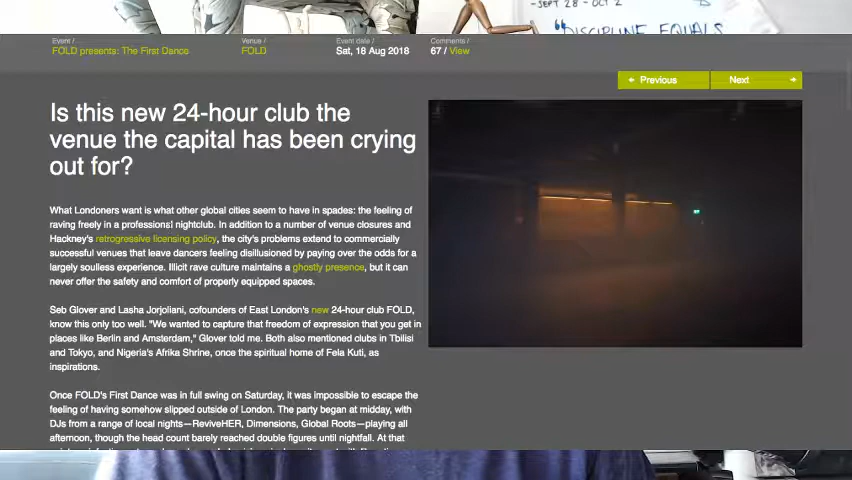 -SEPT 28 - OCT 2
"DISCIPLINE EQUALS
Event / Venue / Event date / Comments /
FOLD presents: The First Dance FOLD Sat, 18 Aug 2018 67 / View
Previous Next
Is this new 24-hour club the
venue the capital has been crying
out for?
What Londoners want is what other global cities seem to have in spades: the feeling of
raving freely in a professional nightclub. In addition to a number of venue closures and
Hackney's retrogressive licensing policy, the city's problems extend to commercially
successful venues that leave dancers feeling disillusioned by paying over the odds for a
largely soulless experience. Illicit rave culture maintains a ghostly presence, but it can
never offer the safety and comfort of properly equipped spaces.
Seb Glover and Lasha Jorjoliani, cofounders of East London's new 24-hour club FOLD,
know this only too well. "We wanted to capture that freedom of expression that you get in
places like Berlin and Amsterdam," Glover told me. Both also mentioned clubs in Tbilisi
and Tokyo, and Nigeria's Afrika Shrine, once the spiritual home of Fela Kuti, as
inspirations.
Once FOLD's First Dance was in full swing on Saturday, it was impossible to escape the
feeling of having somehow slipped outside of London. The party began at midday, with
DJs from a range of local nights—ReviveHER, Dimensions, Global Roots—playing all
afternoon, though the head count barely reached double figures until nightfall. At that